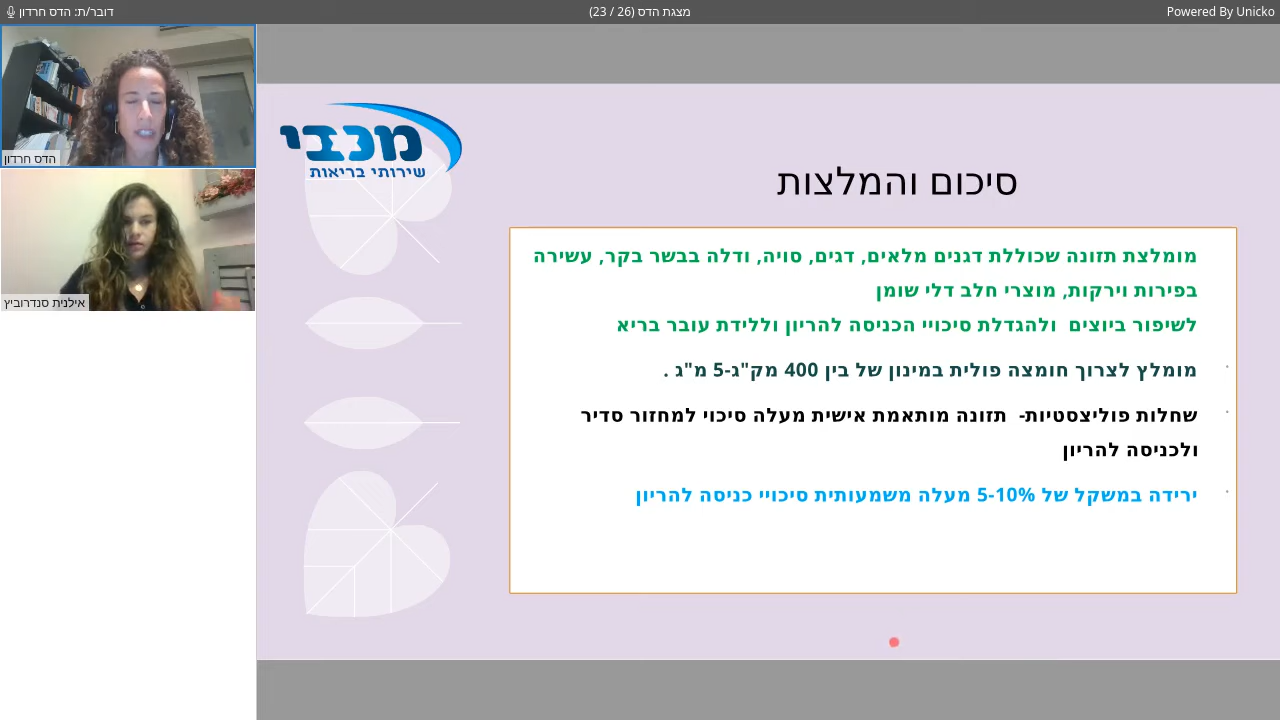 דובר/ת: הדס חרדון
מצגת הדס (23 / 26)
Powered By Unicko
הדס חרדון
אילנית סנדרוביץ
מכבי
שירותי בריאות
סיכום והמלצות
מומלצת תזונה שכוללת דגנים מלאים, דגים, סויה, ודלה בבשר בקר, עשירה
בפירות וירקות, מוצרי חלב דלי שומן
לשיפור ביוצים ולהגדלת סיכויי הכניסה להריון וללידת עובר בריא
מומלץ לצרוך חומצה פולית במינון של בין 400 מק"ג-5 מ"ג .
שחלות פוליצסטיות- תזונה מותאמת אישית מעלה סיכוי למחזור סדיר
ולכניסה להריון
ירידה במשקל של 5-10% מעלה משמעותית סיכויי כניסה להריון